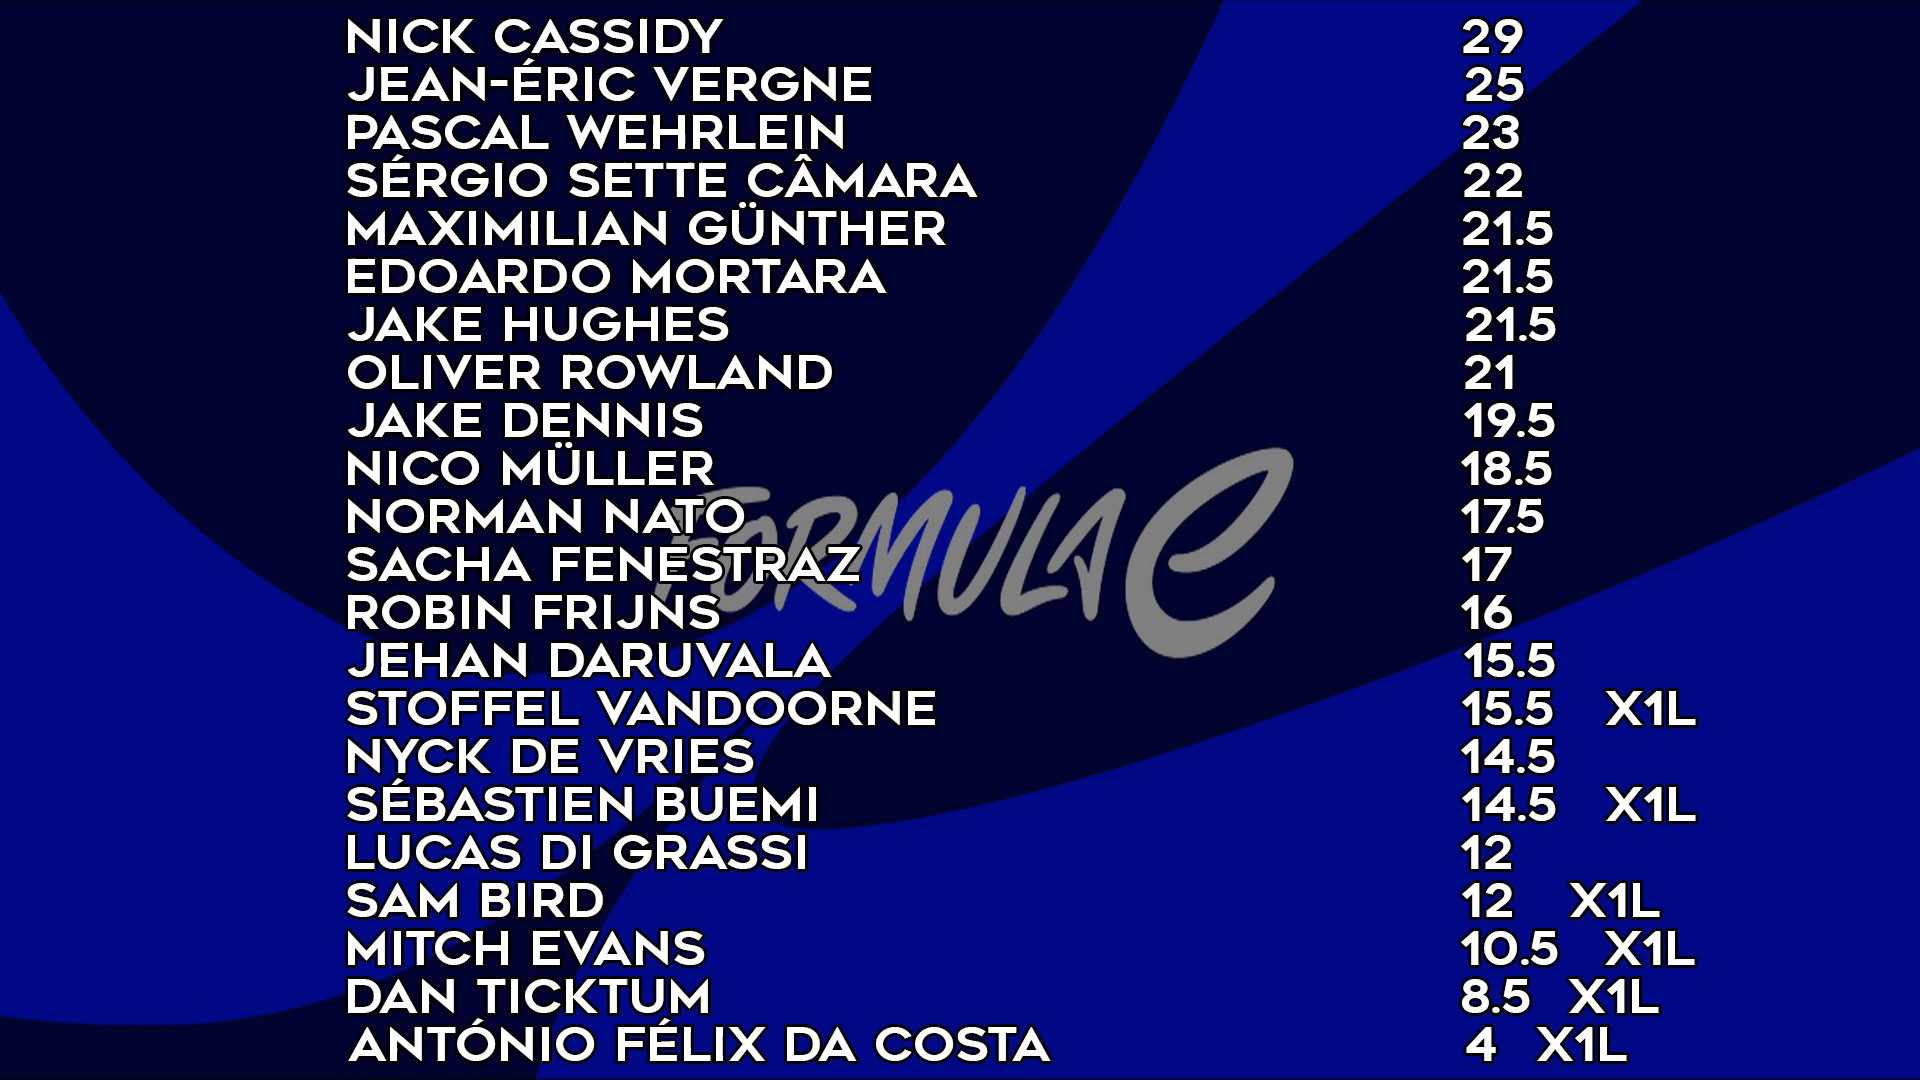 NICK CASSIDY 29
JEAN-ÉRIC VERGNE 25
PASCAL WEHRLEIN 23
SÉRGIO SETTE CÂMARA 22
MAXIMILIAN GÜNTHER 21.5
EDOARDO MORTARA 21.5
JAKE HUGHES 21.5
OLIVER ROWLAND 21
JAKE DENNIS 19.5
NICO MÜLLER 18.5
NORMAN NATO 17.5
SACHA FENESTRAZ 17
ROBIN FRIJNS 16
JEHAN DARUVALA 15.5
STOFFEL VANDOORNE 15.5 X1L
NYCK DE VRIES 14.5
SÉBASTIEN BUEMI 14.5 X1L
LUCAS DI GRASSI 12
SAM BIRD 12 X1L
MITCH EVANS 10.5 X1L
DAN TICKTUM 8.5 X1L
ANTÓNIO FÉLIX DA COSTA 4 X1L
FORMULA E